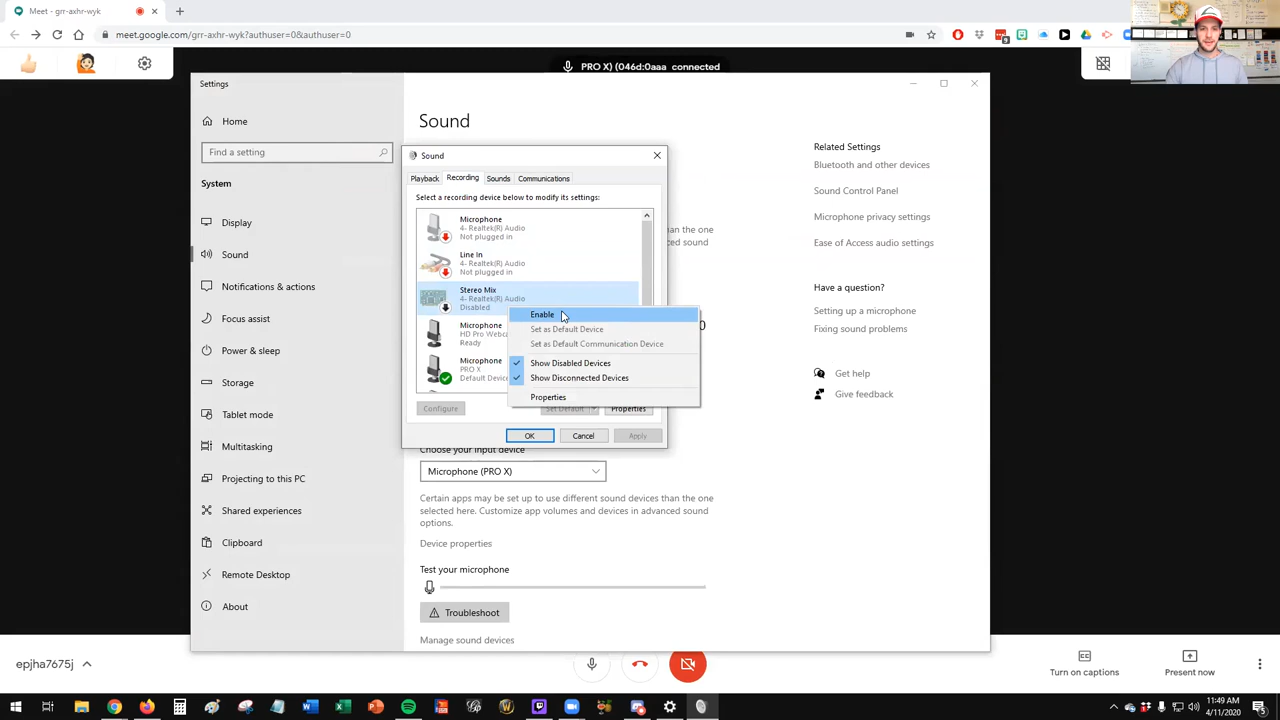 Meet - grr-axhr-wyk
meet.google.com/grr-axhr-wyk?authuser=0&authuser=0
PRO X) (046d:0aaa connected
Settings
Home
Find a setting
System
Display
Sound
Notifications & actions
Focus assist
Power & sleep
Storage
Tablet mode
Multitasking
Projecting to this PC
Shared experiences
Clipboard
Remote Desktop
About
Sound
Sound
Playback Recording Sounds Communications
Select a recording device below to modify its settings:
Microphone
4- Realtek(R) Audio
Not plugged in
Line In
4- Realtek(R) Audio
Not plugged in
Stereo Mix
4- Realtek(R) Audio
Disabled
Microphone
HD Pro Webc
Ready
Microphone
PRO X
Default Devic
Enable
Set as Default Device
Set as Default Communication Device
Show Disabled Devices
Show Disconnected Devices
Properties
Configure Set Default Properties
OK Cancel Apply
han the one
ed sound
0
Choose your input device
Microphone (PRO X)
Certain apps may be set up to use different sound devices than the one
selected here. Customize app volumes and devices in advanced sound
options.
Device properties
Test your microphone
Troubleshoot
Manage sound devices
Related Settings
Bluetooth and other devices
Sound Control Panel
Microphone privacy settings
Ease of Access audio settings
Have a question?
Setting up a microphone
Fixing sound problems
Get help
Give feedback
epjha7675j
Turn on captions
Present now
11:49 AM
4/11/2020